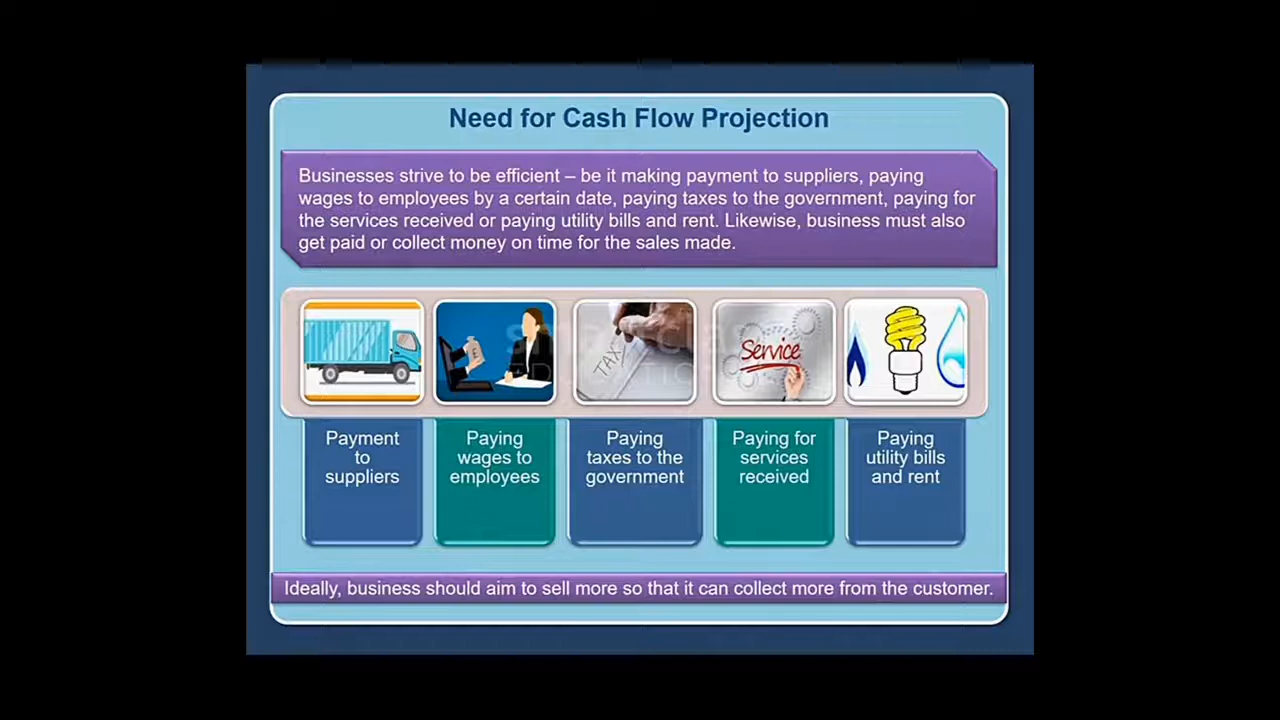 Need for Cash Flow Projection
Businesses strive to be efficient – be it making payment to suppliers, paying
wages to employees by a certain date, paying taxes to the government, paying for
the services received or paying utility bills and rent. Likewise, business must also
get paid or collect money on time for the sales made.
TAX
Service
Payment
to
suppliers
Paying
wages to
employees
Paying
taxes to the
government
Paying for
services
received
Paying
utility bills
and rent
Ideally, business should aim to sell more so that it can collect more from the customer.